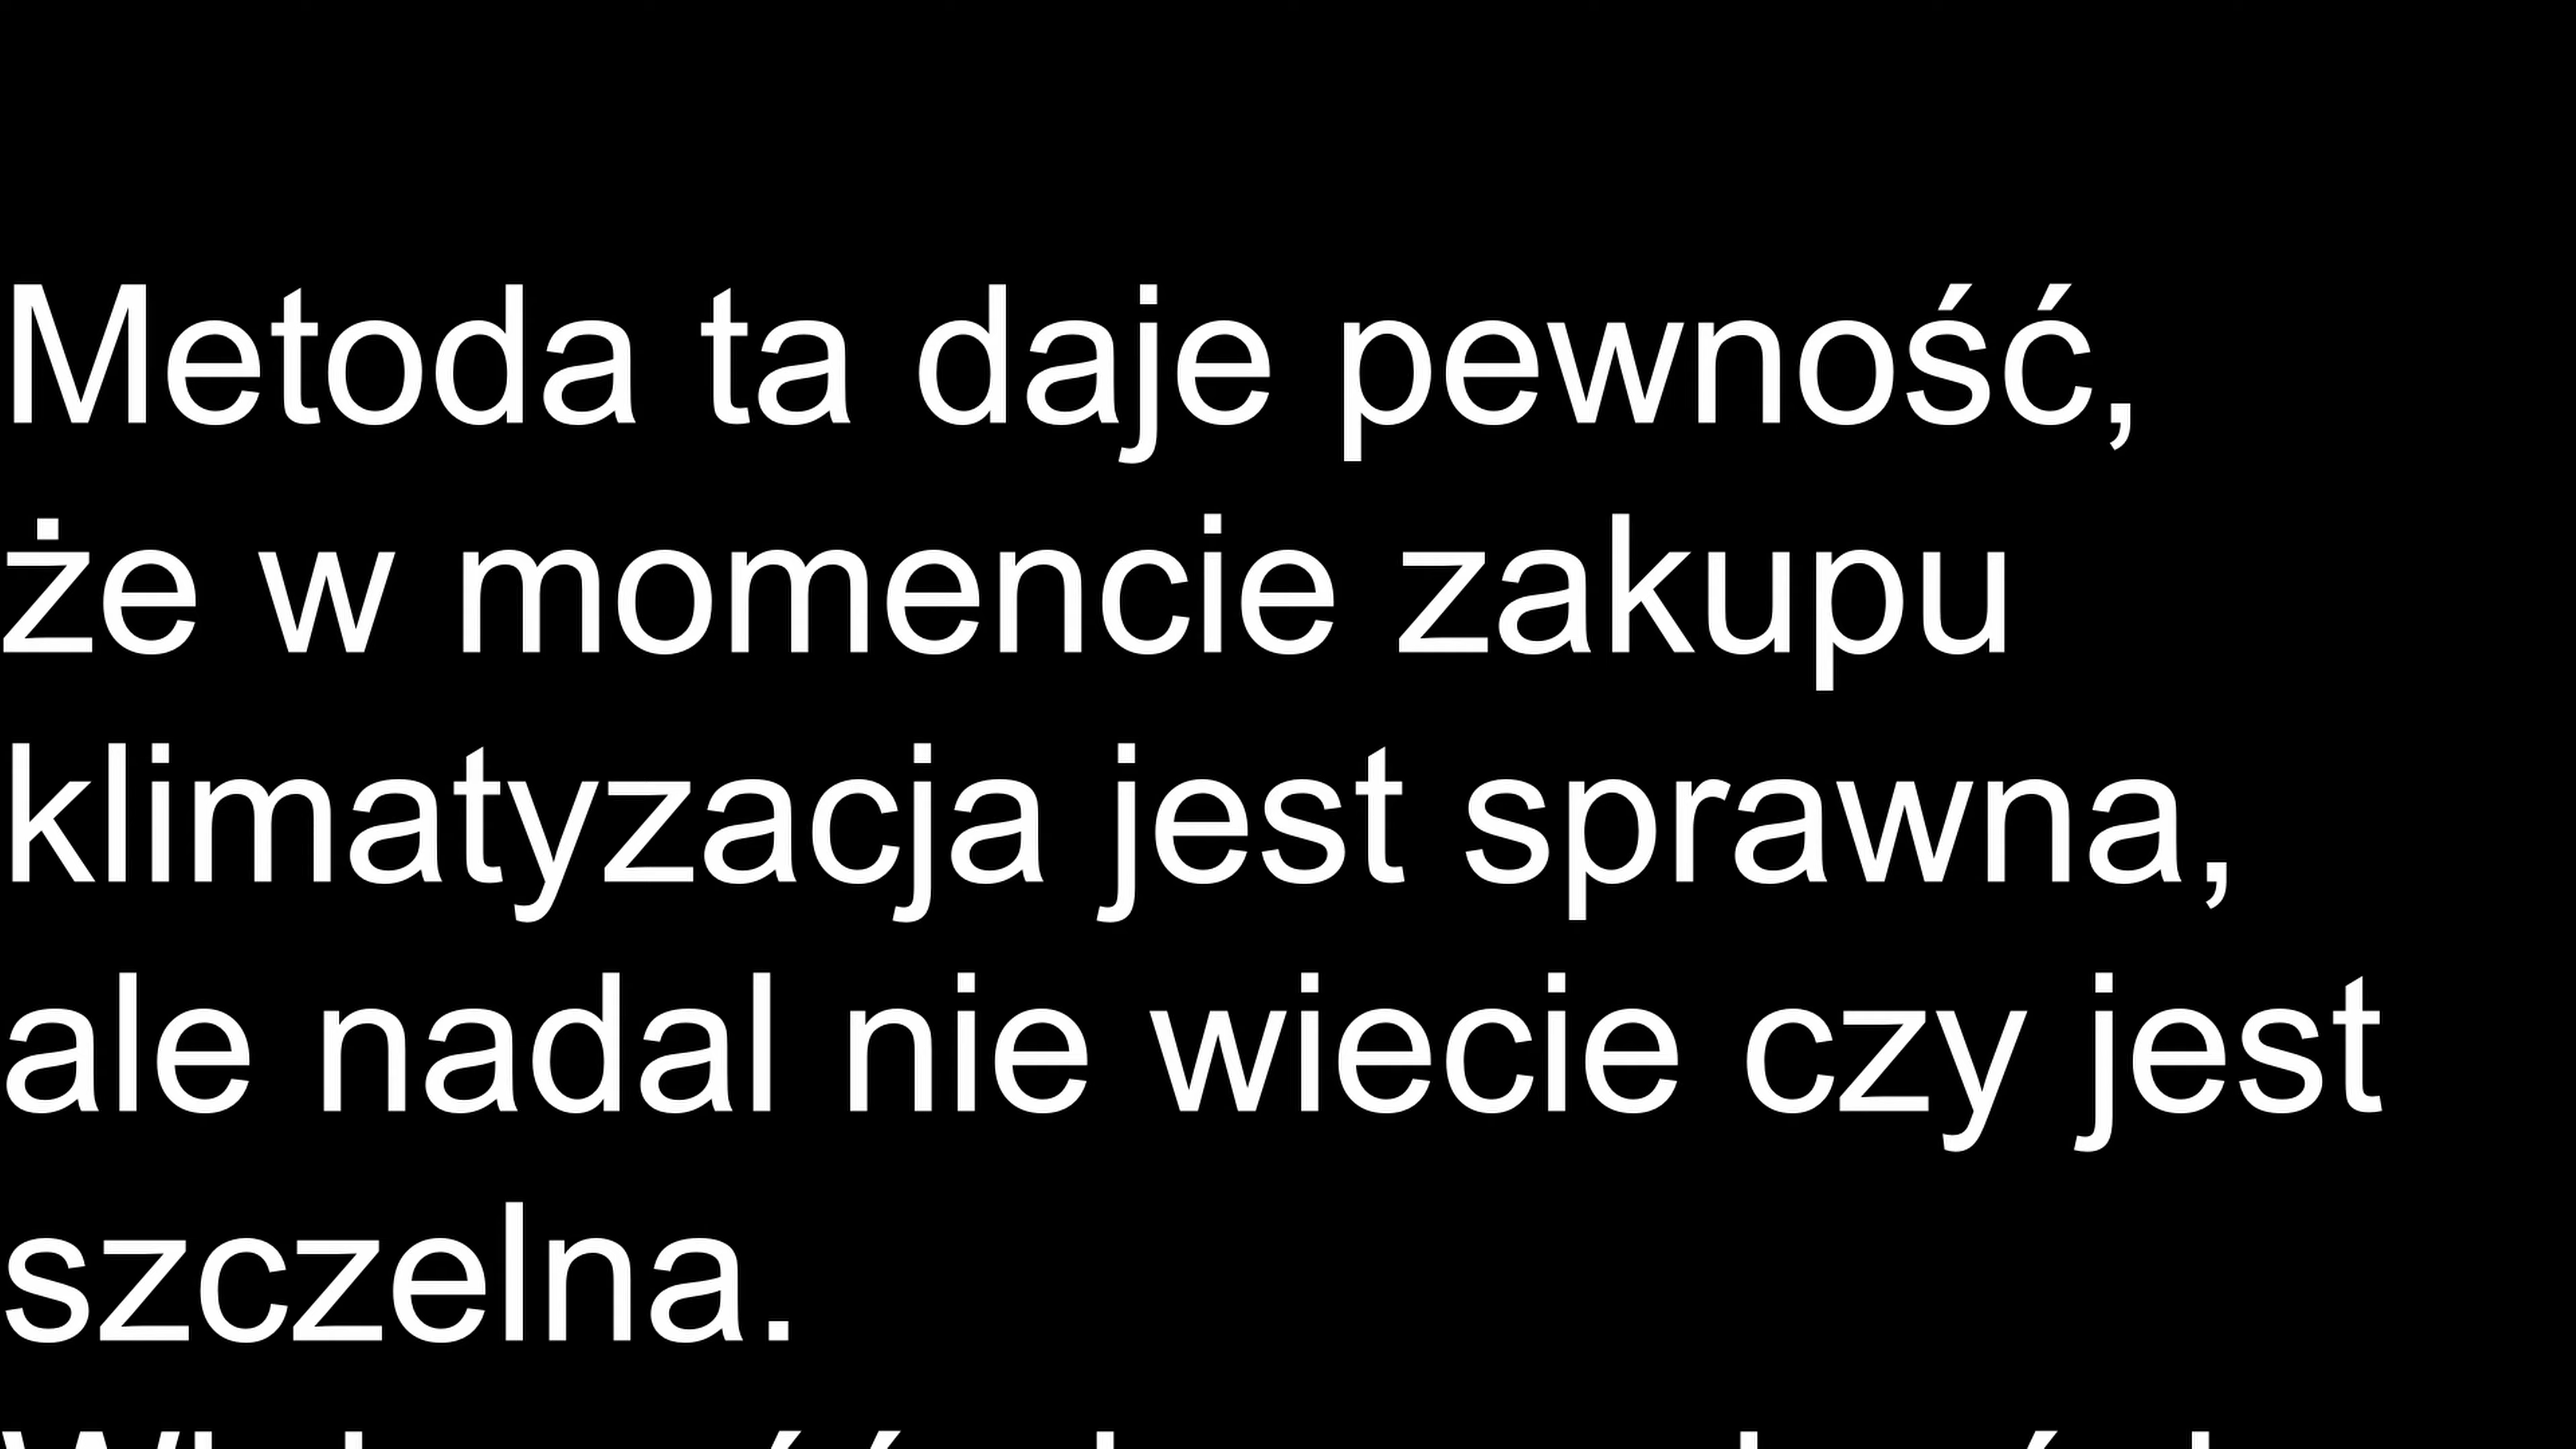 Metoda ta daje pewność,
że w momencie zakupu
klimatyzacja jest sprawna,
ale nadal nie wiecie czy jest
szczelna.